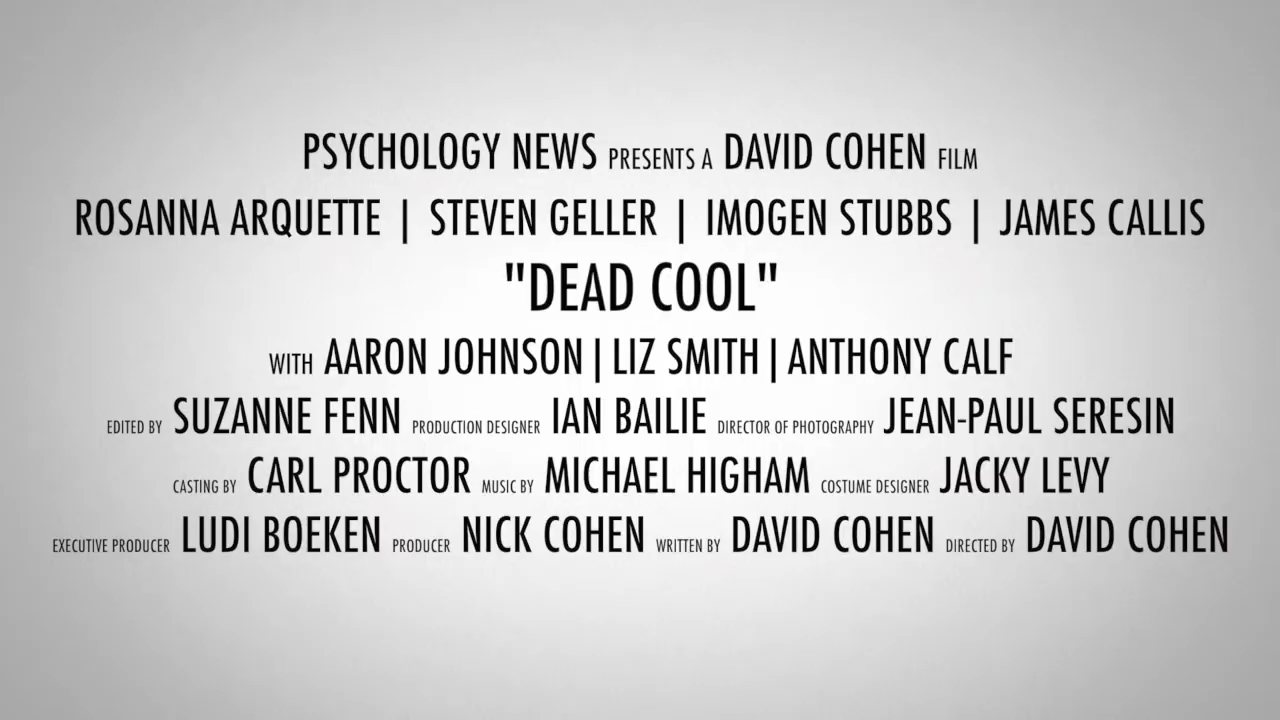 PSYCHOLOGY NEWS PRESENTS A DAVID COHEN FILM
ROSANNA ARQUETTE | STEVEN GELLER | IMOGEN STUBBS | JAMES CALLIS
"DEAD COOL"
WITH AARON JOHNSON | LIZ SMITH | ANTHONY CALF
EDITED BY SUZANNE FENN PRODUCTION DESIGNER IAN BAILIE DIRECTOR OF PHOTOGRAPHY JEAN-PAUL SERESIN
CASTING BY CARL PROCTOR MUSIC BY MICHAEL HIGHAM COSTUME DESIGNER JACKY LEVY
EXECUTIVE PRODUCER LUDI BOEKEN PRODUCER NICK COHEN WRITTEN BY DAVID COHEN DIRECTED BY DAVID COHEN